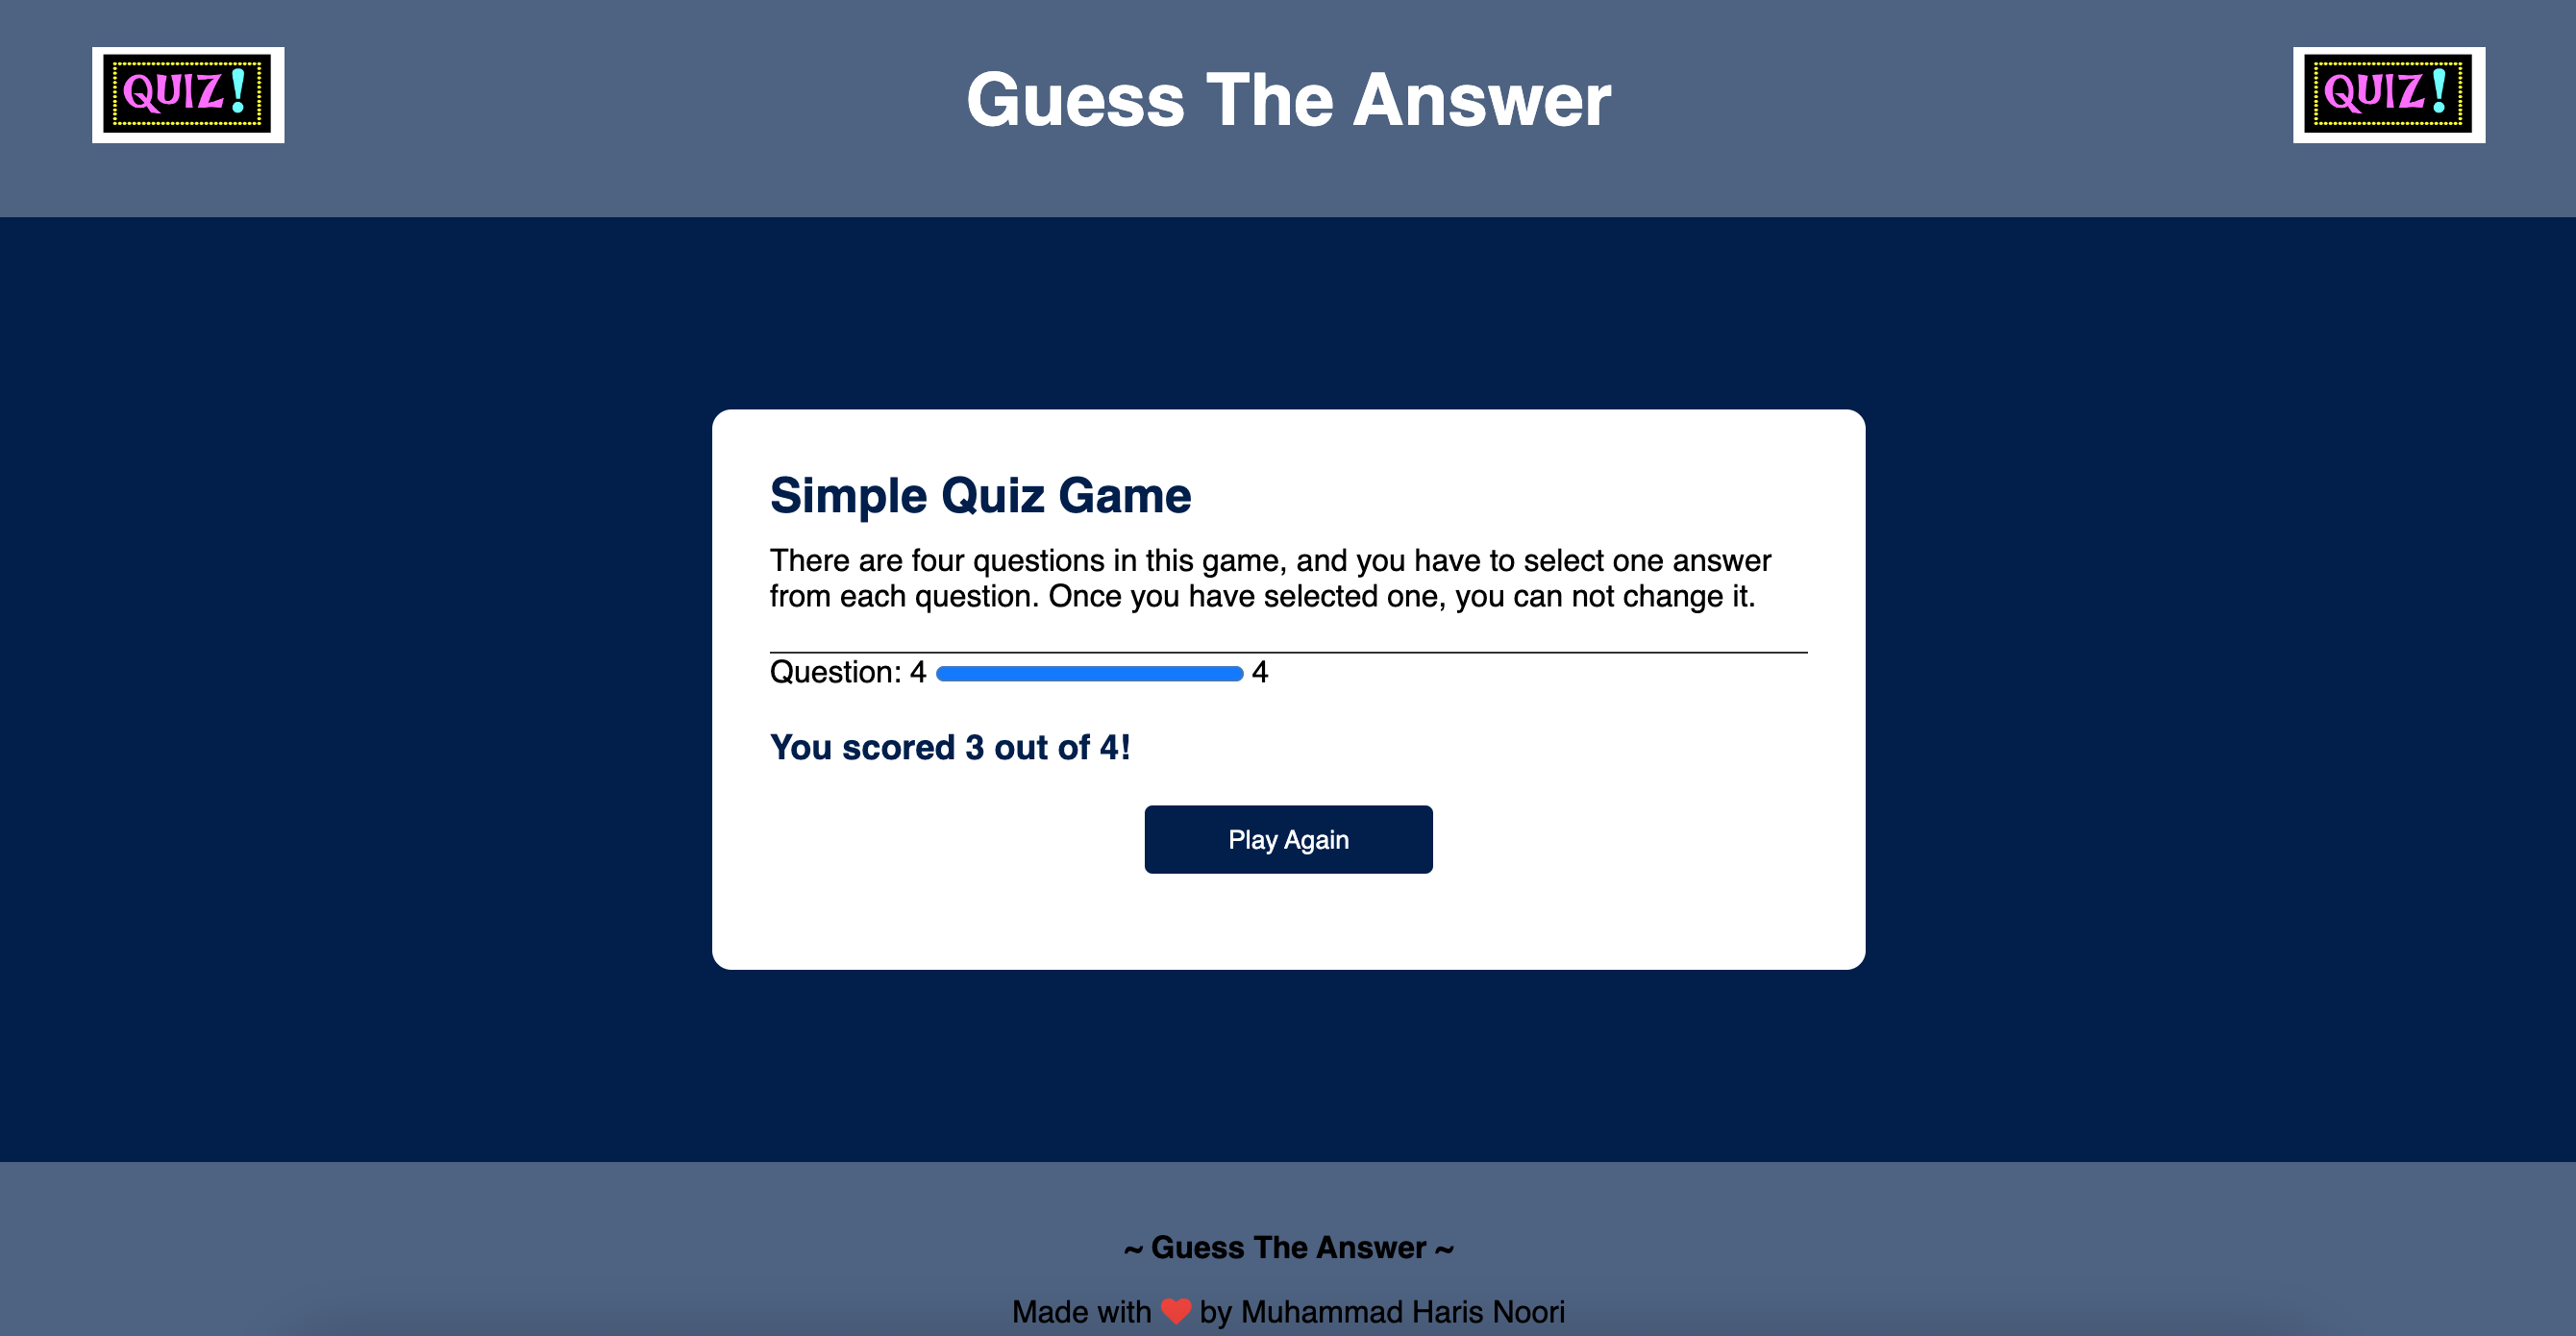 QUIZ!
Guess The Answer
QUIZ!
Simple Quiz Game
There are four questions in this game, and you have to select one answer
from each question. Once you have selected one, you can not change it.
Question: 4 4
You scored 3 out of 4!
Play Again
~ Guess The Answer ~
Made with ❤️ by Muhammad Haris Noori